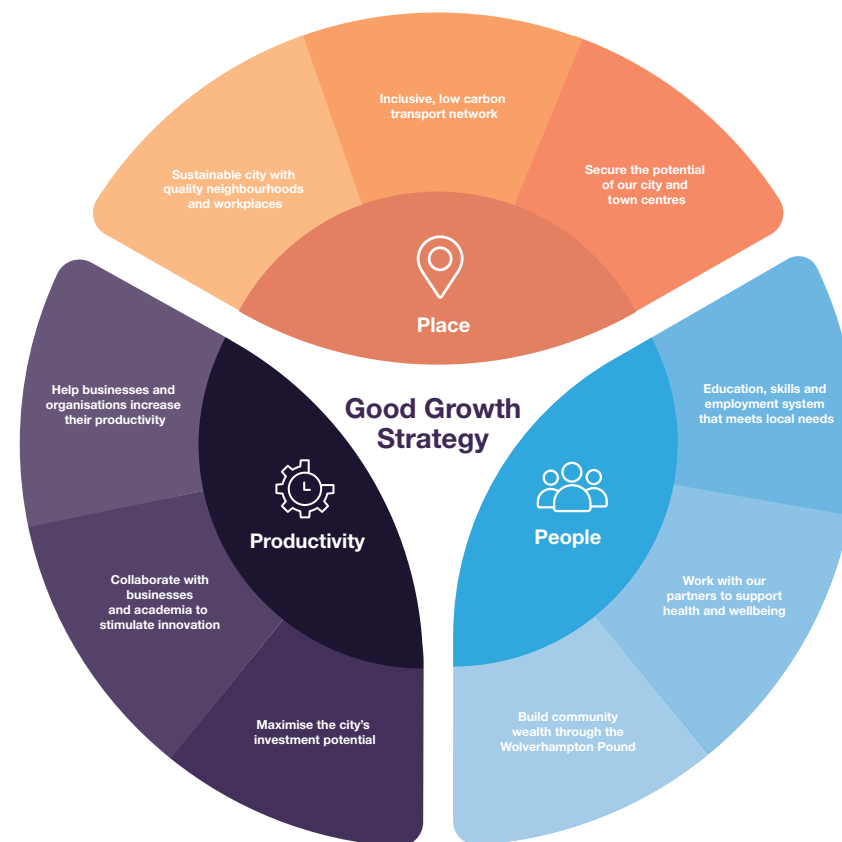 Inclusive, low carbon
transport network
Sustainable city with
quality neighbourhoods
and workplaces
Secure the potential
of our city and
town centres
Place
Good Growth
Strategy
Help businesses and
organisations increase
their productivity
Education, skills and
employment system
that meets local needs
Productivity
People
Collaborate with
businesses
and academia to
stimulate innovation
Work with our
partners to support
health and wellbeing
Maximise the city’s
investment potential
Build community
wealth through the
Wolverhampton Pound